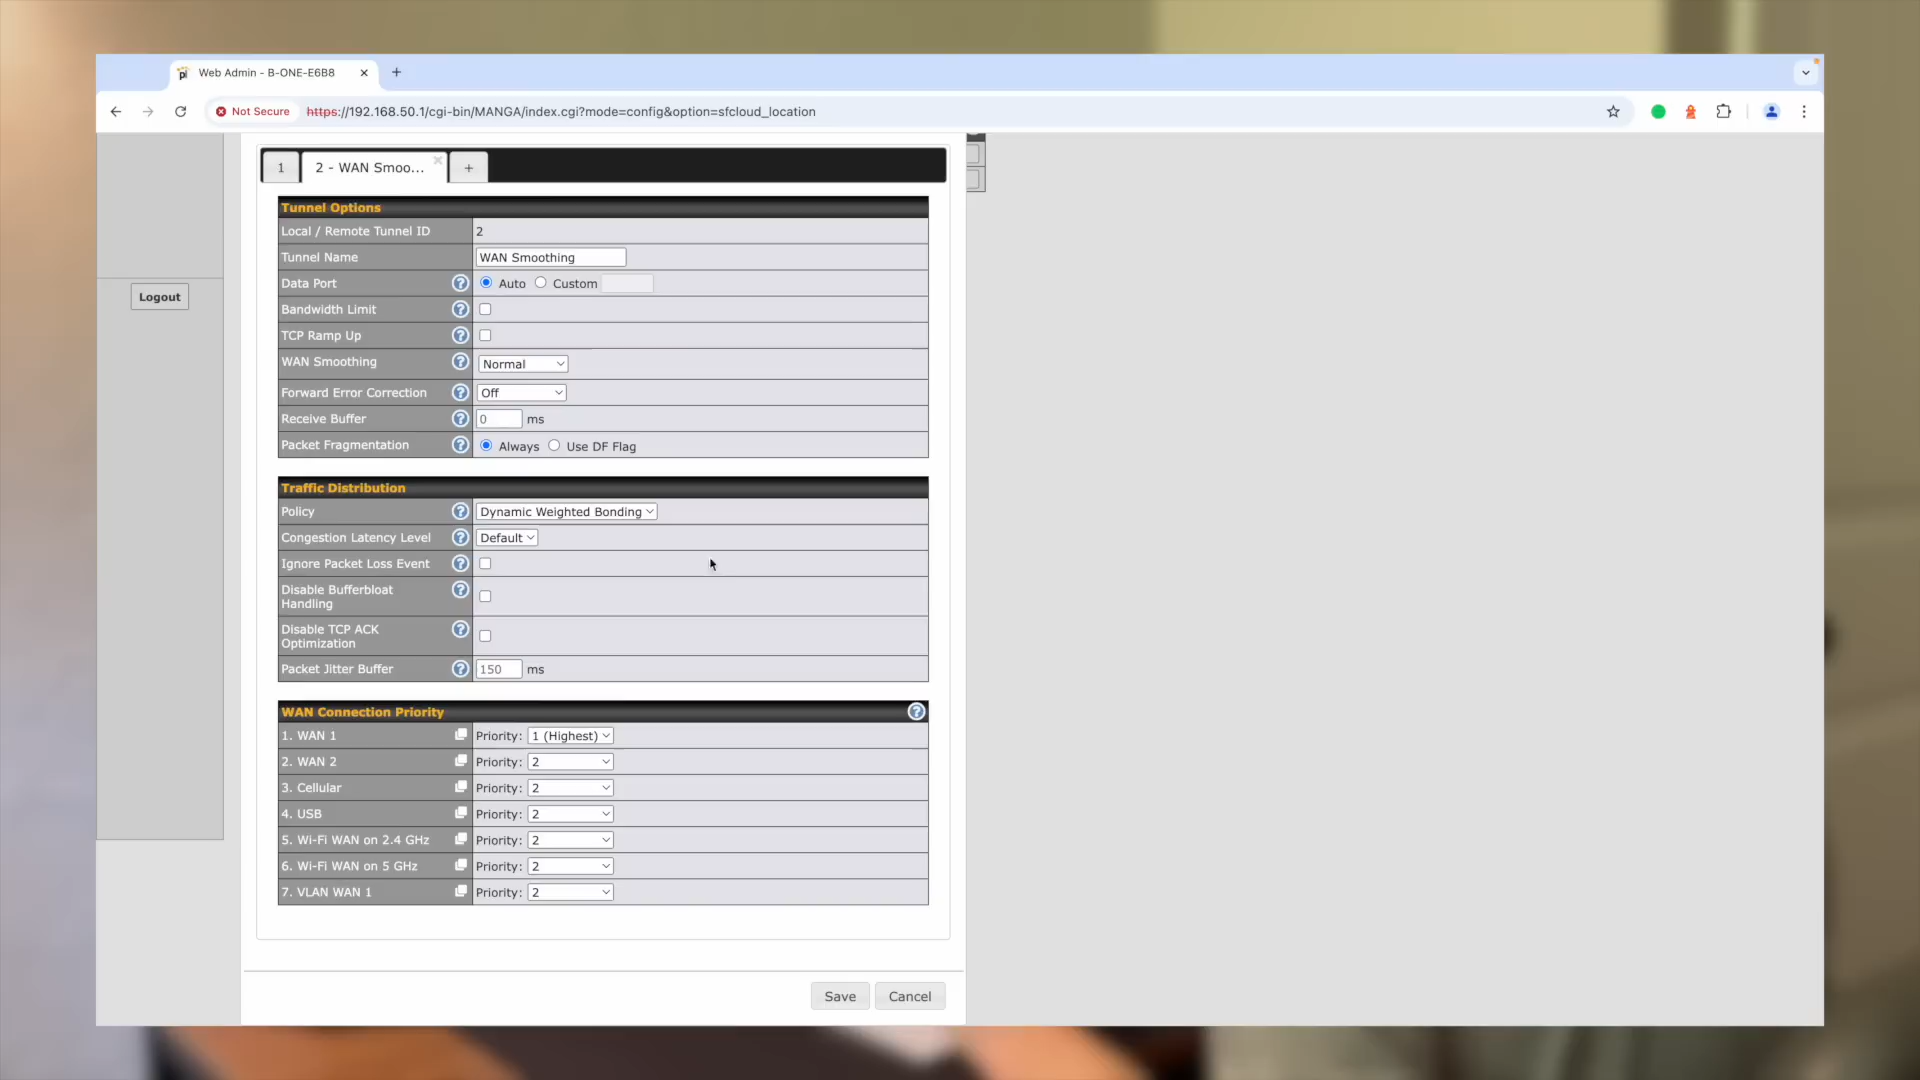 Web Admin - B-ONE-E6B8
Not Secure https://192.168.50.1/cgi-bin/MANGA/index.cgi?mode=config&option=sfcloud_location
1
2 - WAN Smoo...
+
Logout
Tunnel Options
Local / Remote Tunnel ID 2
Tunnel Name WAN Smoothing
Data Port ? Auto Custom
Bandwidth Limit ?
TCP Ramp Up ?
WAN Smoothing ? Normal
Forward Error Correction ? Off
Receive Buffer ? 0 ms
Packet Fragmentation ? Always Use DF Flag
Traffic Distribution
Policy ? Dynamic Weighted Bonding
Congestion Latency Level ? Default
Ignore Packet Loss Event ?
Disable Bufferbloat
Handling ?
Disable TCP ACK
Optimization ?
Packet Jitter Buffer ? 150 ms
WAN Connection Priority ?
1. WAN 1 Priority: 1 (Highest)
2. WAN 2 Priority: 2
3. Cellular Priority: 2
4. USB Priority: 2
5. Wi-Fi WAN on 2.4 GHz Priority: 2
6. Wi-Fi WAN on 5 GHz Priority: 2
7. VLAN WAN 1 Priority: 2
Save Cancel